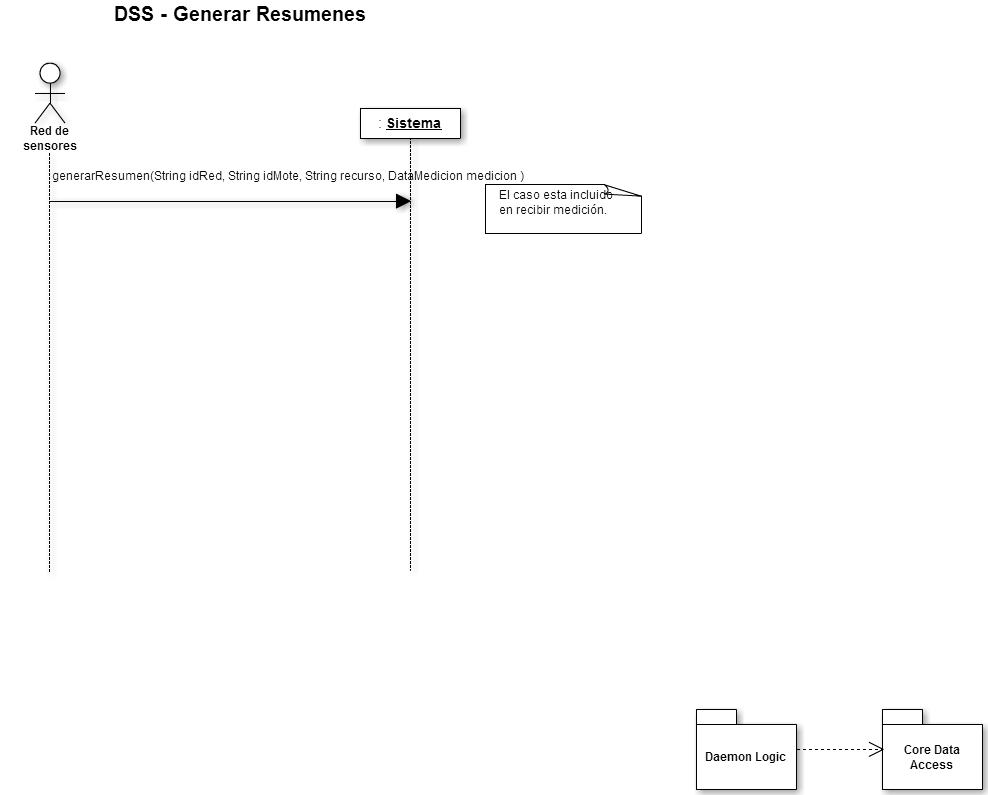 DSS - Generar Resumenes
Red de
sensores
: Sistema
generarResumen(String idRed, String idMote, String recurso, DataMedicion medicion )
El caso esta incluido
en recibir medición.
Daemon Logic
Core Data
Access